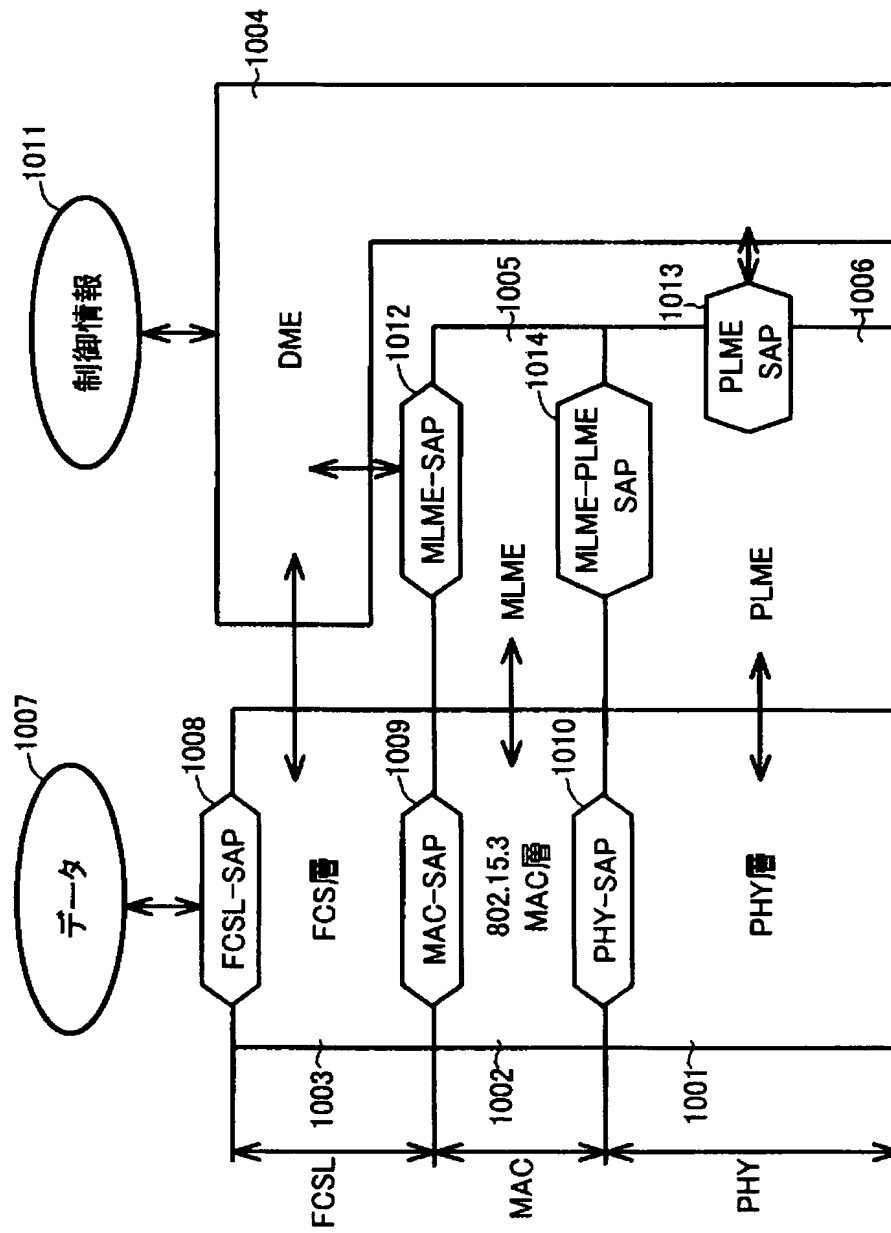 データ
1007
制御情報
1011
FCSL-SAP
1008
1004
FCSL
1003
FCS層
DME
MAC-SAP
1009
MLME-SAP
1012
MAC
1002
802.15.3
MAC層
MLME
1005
PHY-SAP
1010
MLME-PLME
SAP
1014
PHY
1001
PHY層
PLME
PLME
SAP
1013
1006